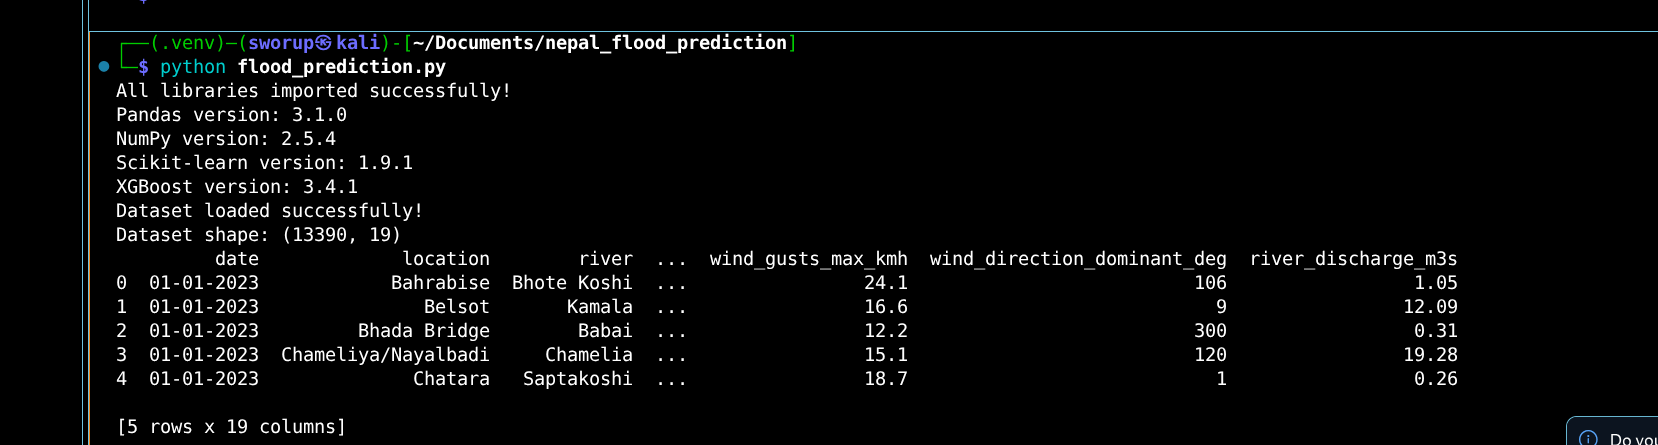 ┌──(.venv)─(sworup㉿kali)-[~/Documents/nepal_flood_prediction]
└─$ python flood_prediction.py
All libraries imported successfully!
Pandas version: 3.1.0
NumPy version: 2.5.4
Scikit-learn version: 1.9.1
XGBoost version: 3.4.1
Dataset loaded successfully!
Dataset shape: (13390, 19)
         date             location        river  ...  wind_gusts_max_kmh  wind_direction_dominant_deg  river_discharge_m3s
0  01-01-2023            Bahrabise  Bhote Koshi  ...                24.1                          106                 1.05
1  01-01-2023               Belsot       Kamala  ...                16.6                            9                12.09
2  01-01-2023         Bhada Bridge        Babai  ...                12.2                          300                 0.31
3  01-01-2023  Chameliya/Nayalbadi     Chamelia  ...                15.1                          120                19.28
4  01-01-2023              Chatara   Saptakoshi  ...                18.7                            1                 0.26
[5 rows x 19 columns]
Do you